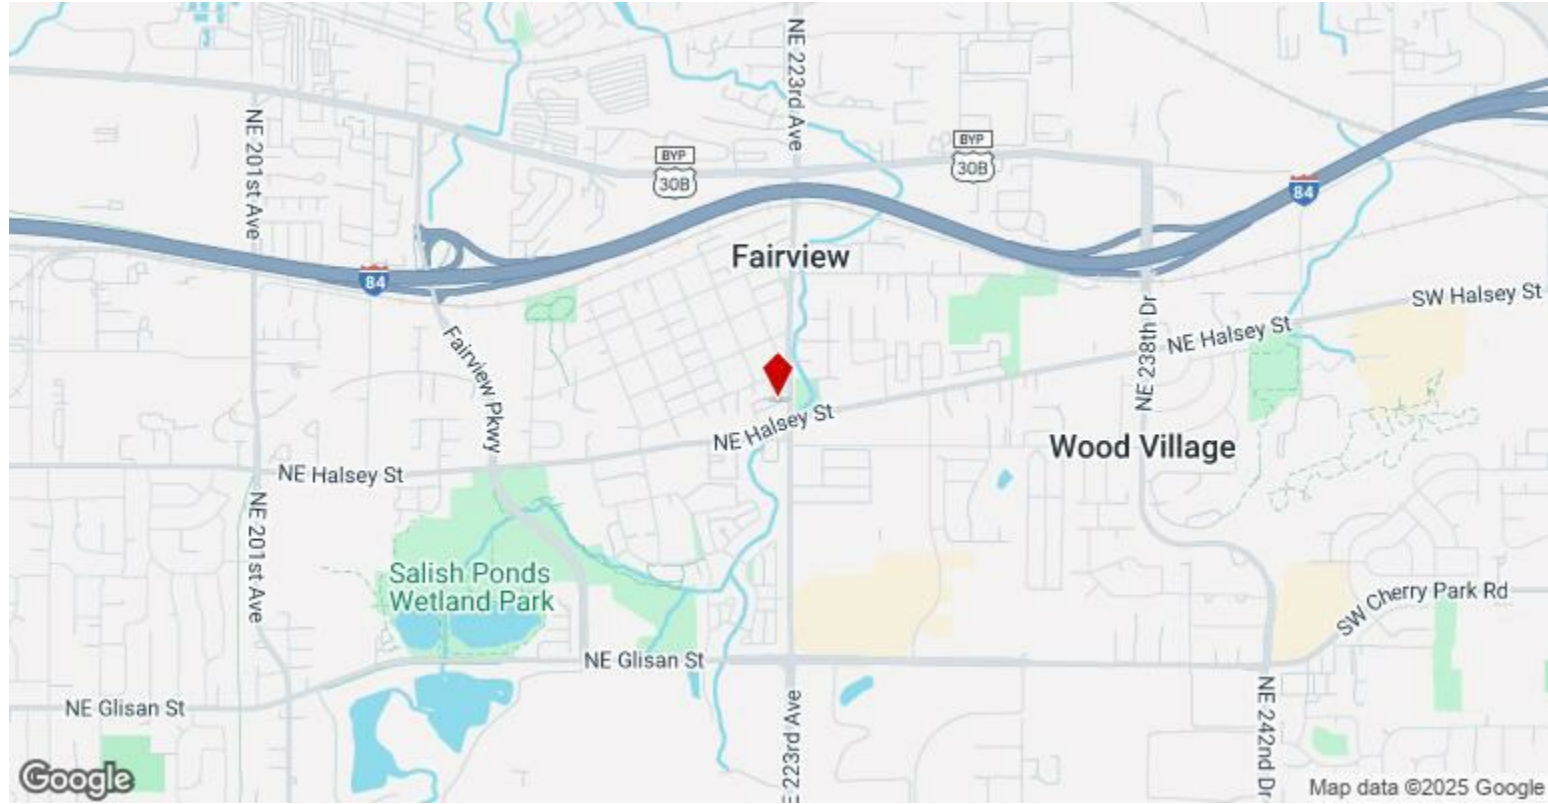 NE 223rd Ave
NE 201st Ave
BYP
30B
BYP
30B
84
84
Fairview
SW Halsey St
NE Halsey St
NE 238th Dr
Fairview Pkwy
NE Halsey St
Wood Village
NE Halsey St
NE 201st Ave
Salish Ponds
Wetland Park
SW Cherry Park Rd
NE Glisan St
NE Glisan St
E 223rd Ave
NE 242nd Dr
Google
Map data ©2025 Google